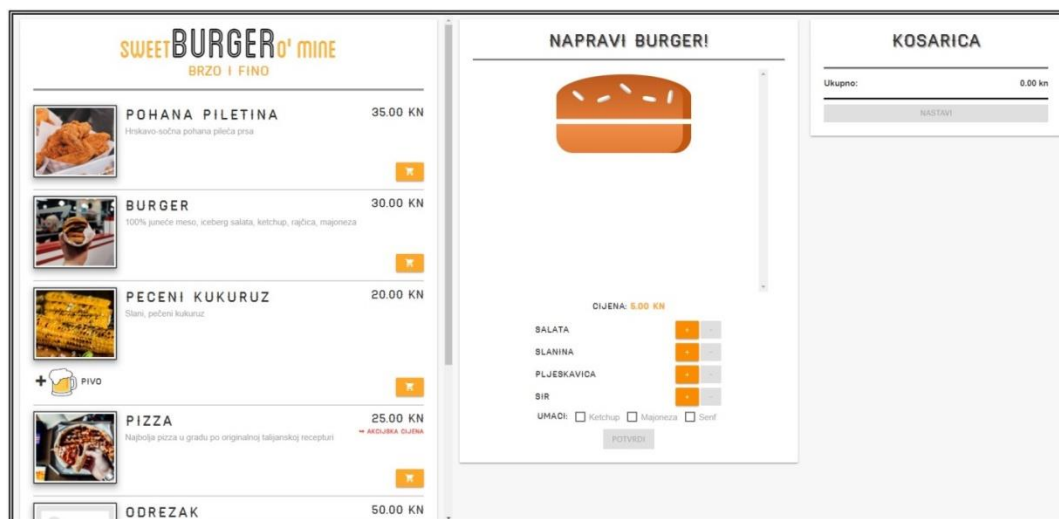 SWEET BURGER O' MINE
BRZO I FINO
POHANA PILETINA 35.00 KN
Hrskavo-sočna pohana pileća prsa
BURGER 30.00 KN
100% juneće meso, iceberg salata, ketchup, rajčica, majoneza
PECENI KUKURUZ 20.00 KN
Slani, pečeni kukuruz
+ PIVO
PIZZA 25.00 KN
AKCIJSKA CIJENA
Najbolja pizza u gradu po originalnoj talijanskoj recepturi
ODREZAK 50.00 KN
NAPRAVI BURGER!
CIJENA: 5.00 KN
SALATA + -
SLANINA + -
PLJESKAVICA + -
SIR + -
UMACI: Ketchup Majoneza Senf
POTVRDI
KOSARICA
Ukupno: 0.00 kn
NASTAVI